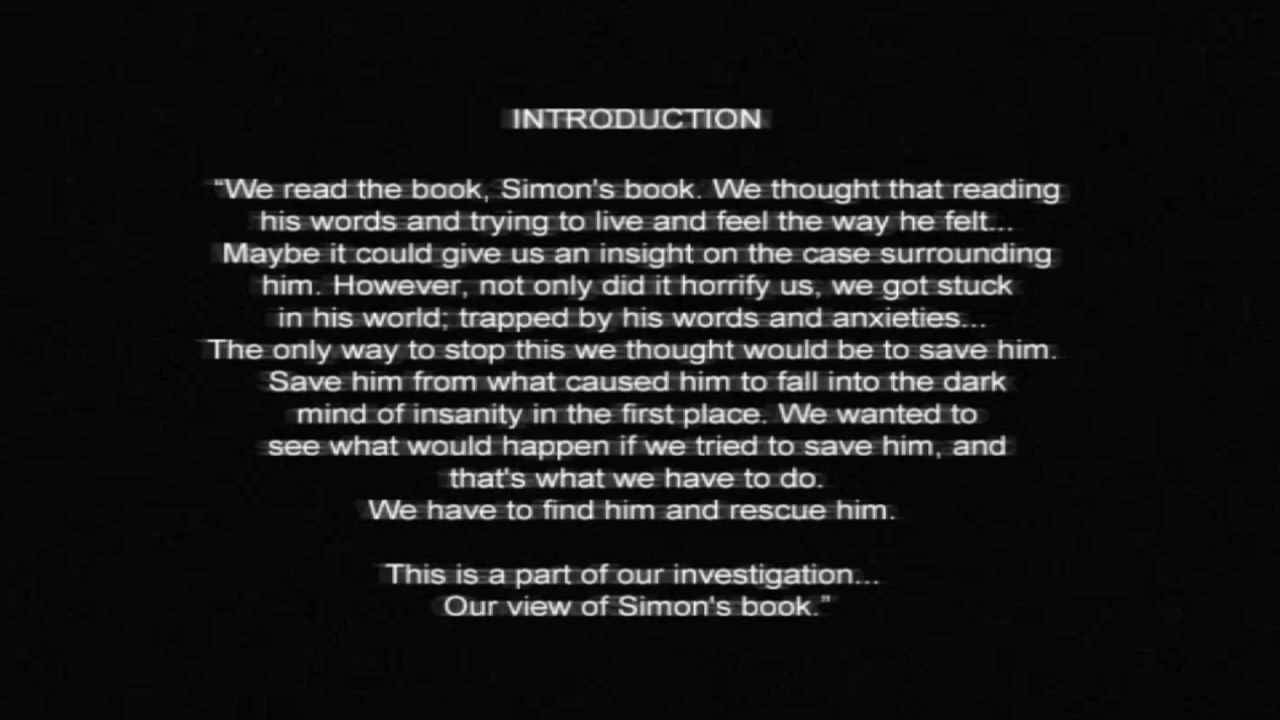 INTRODUCTION
“We read the book, Simon's book. We thought that reading
his words and trying to live and feel the way he felt...
Maybe it could give us an insight on the case surrounding
him. However, not only did it horrify us, we got stuck
in his world; trapped by his words and anxieties...
The only way to stop this we thought would be to save him.
Save him from what caused him to fall into the dark
mind of insanity in the first place. We wanted to
see what would happen if we tried to save him, and
that's what we have to do.
We have to find him and rescue him.
This is a part of our investigation...
Our view of Simon's book.”